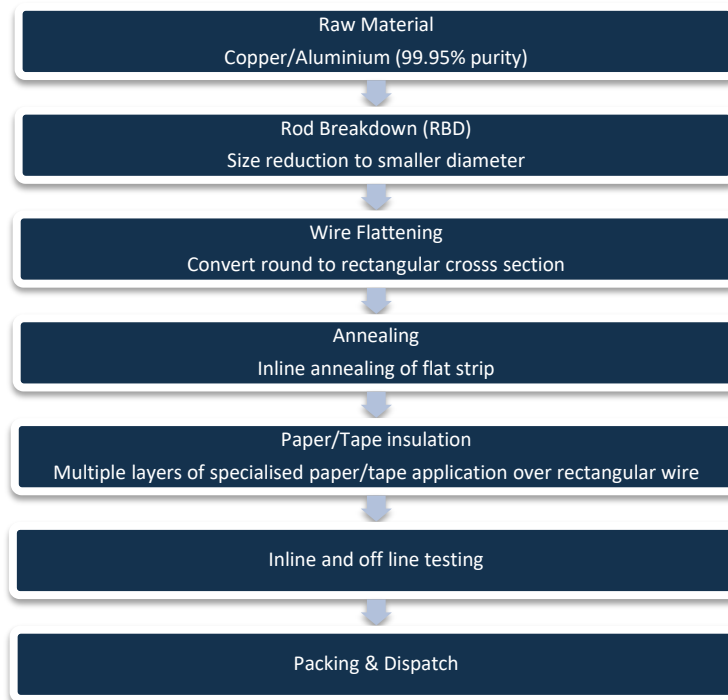 Raw Material
Copper/Aluminium (99.95% purity)
Rod Breakdown (RBD)
Size reduction to smaller diameter
Wire Flattening
Convert round to rectangular crosss section
Annealing
Inline annealing of flat strip
Paper/Tape insulation
Multiple layers of specialised paper/tape application over rectangular wire
Inline and off line testing
Packing & Dispatch